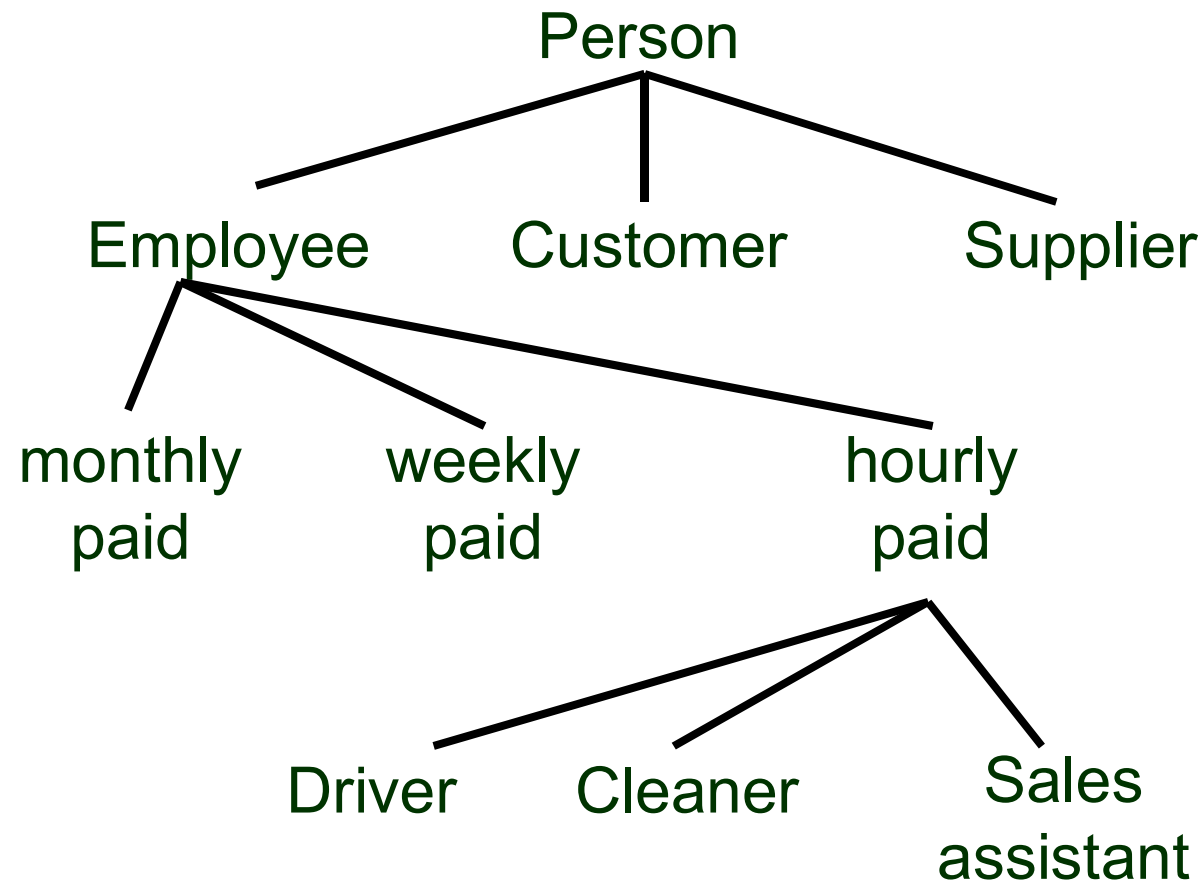 Person
Employee Customer Supplier
monthly weekly hourly
paid paid paid
Driver Cleaner Sales
assistant